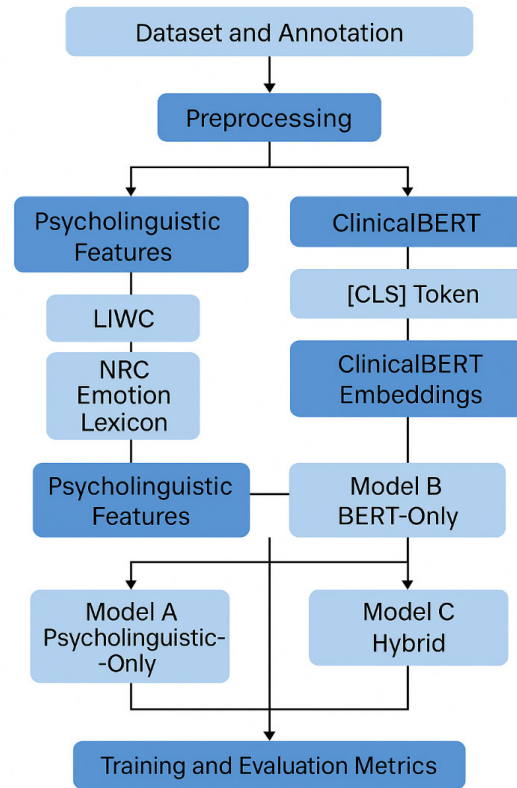 Dataset and Annotation
Preprocessing
Psycholinguistic
Features
LIWC
NRC
Emotion
Lexicon
Psycholinguistic
Features
ClinicalBERT
[CLS] Token
ClinicalBERT
Embeddings
Model B
BERT-Only
Model A
Psycholinguistic-
-Only
Model C
Hybrid
Training and Evaluation Metrics